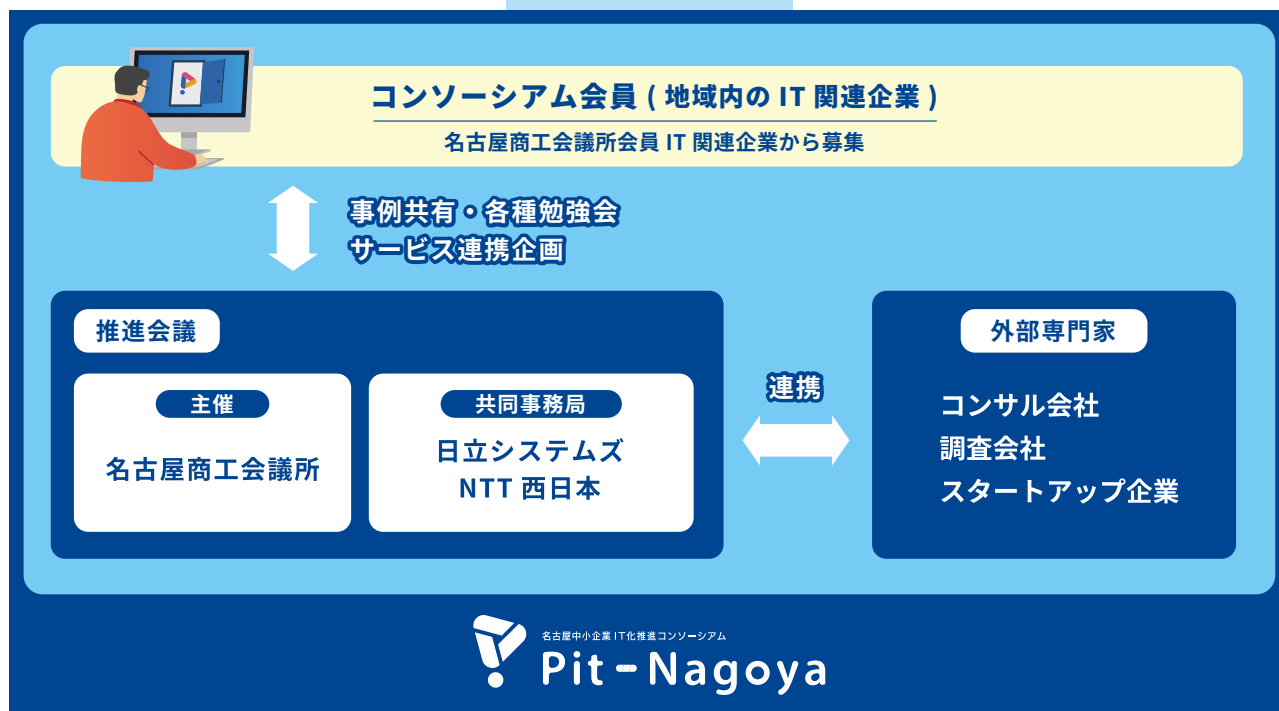 コンソーシアム会員 ( 地域内の IT 関連企業 )
名古屋商工会議所会員 IT 関連企業から募集
事例共有・各種勉強会
サービス連携企画
推進会議
主催
名古屋商工会議所
共同事務局
日立システムズ
NTT 西日本
連携
外部専門家
コンサル会社
調査会社
スタートアップ企業
名古屋中小企業IT化推進コンソーシアム
Pit-Nagoya